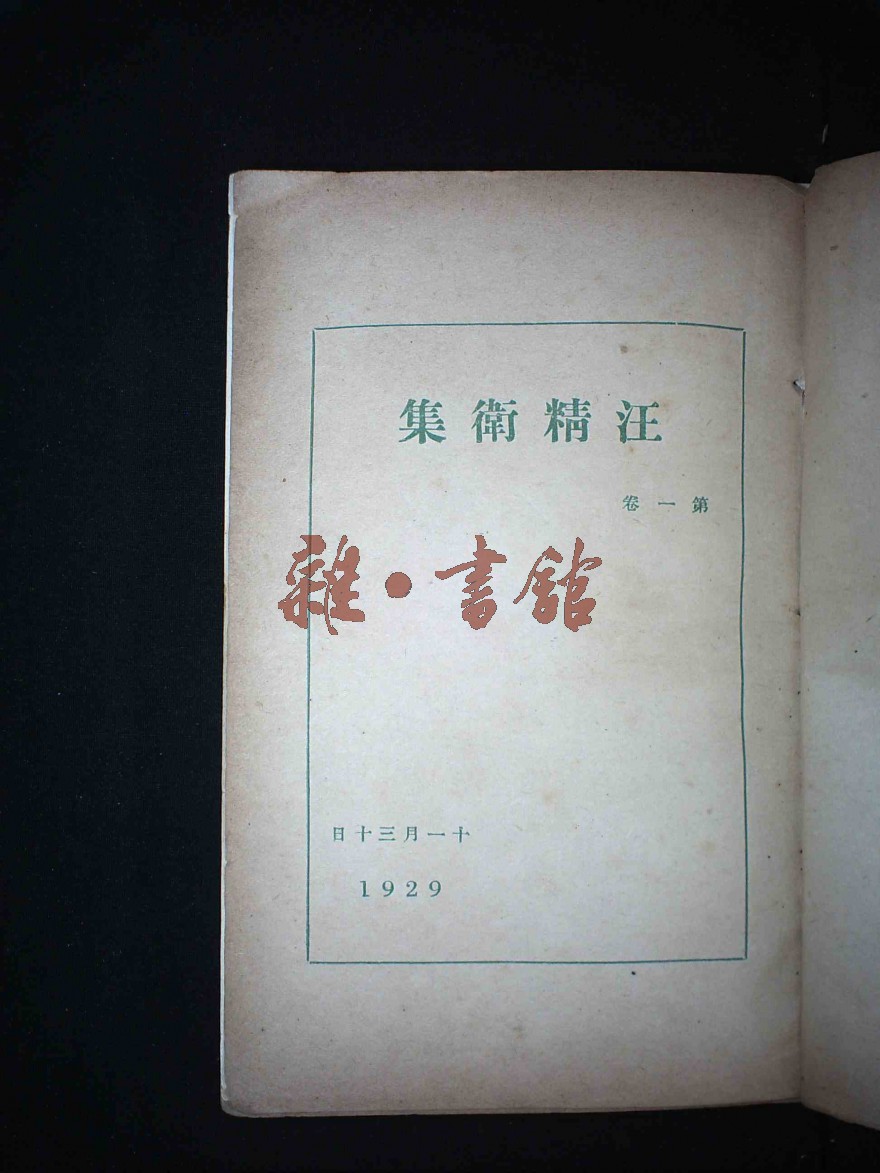 汪精衛集
第一卷
雜·書館
十一月三十日
1929